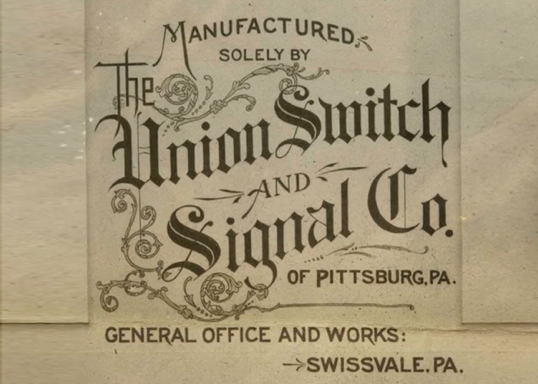 MANUFACTURED
SOLELY BY
The
Union Switch
AND
Signal Co.
OF PITTSBURG, PA.
GENERAL OFFICE AND WORKS:
SWISSVALE, PA.